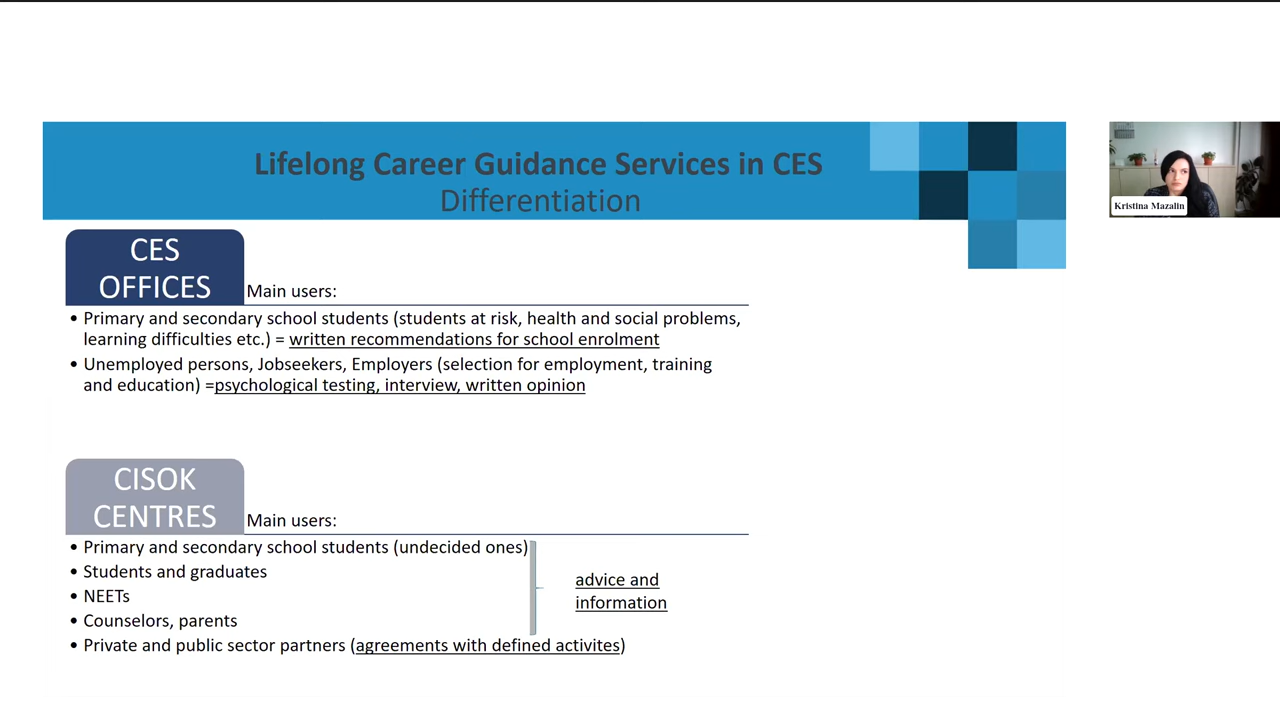 Lifelong Career Guidance Services in CES
Differentiation
Kristina Mazalin
CES
OFFICES
Main users:
• Primary and secondary school students (students at risk, health and social problems,
learning difficulties etc.) = written recommendations for school enrolment
• Unemployed persons, Jobseekers, Employers (selection for employment, training
and education) =psychological testing, interview, written opinion
CISOK
CENTRES
Main users:
• Primary and secondary school students (undecided ones)
• Students and graduates
• NEETs
• Counselors, parents
advice and
information
• Private and public sector partners (agreements with defined activites)